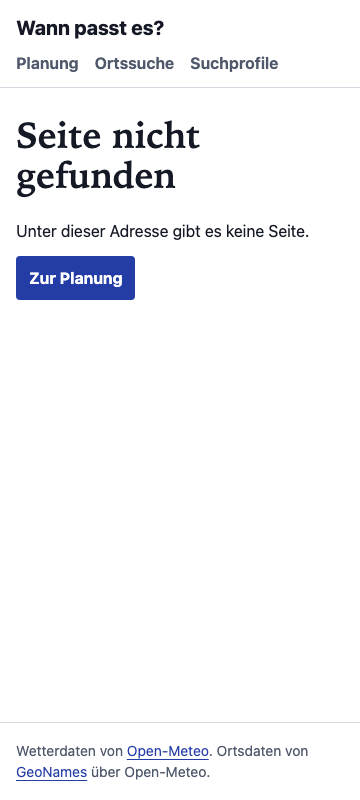 Wann passt es?
Planung Ortssuche Suchprofile
Seite nicht
gefunden
Unter dieser Adresse gibt es keine Seite.
Zur Planung
Wetterdaten von Open-Meteo. Ortsdaten von
GeoNames über Open-Meteo.